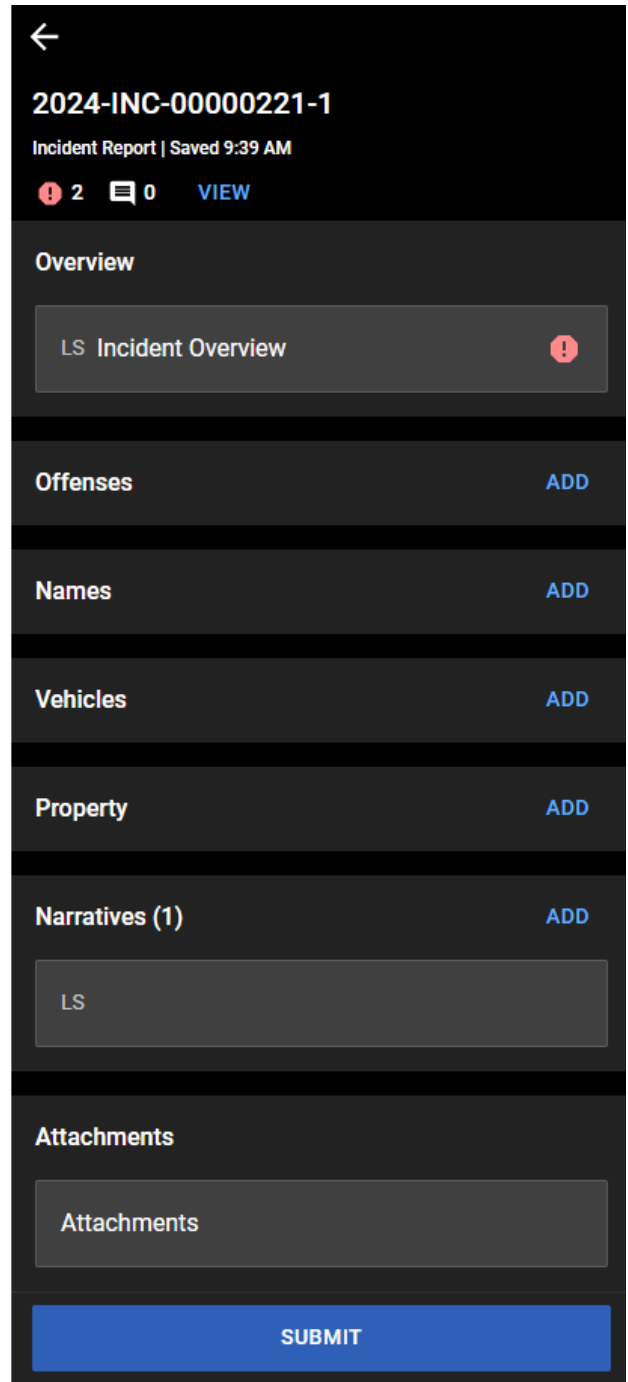 2024-INC-00000221-1
Incident Report | Saved 9:39 AM
2 0 VIEW
Overview
LS Incident Overview
Offenses ADD
Names ADD
Vehicles ADD
Property ADD
Narratives (1) ADD
LS
Attachments
Attachments
SUBMIT